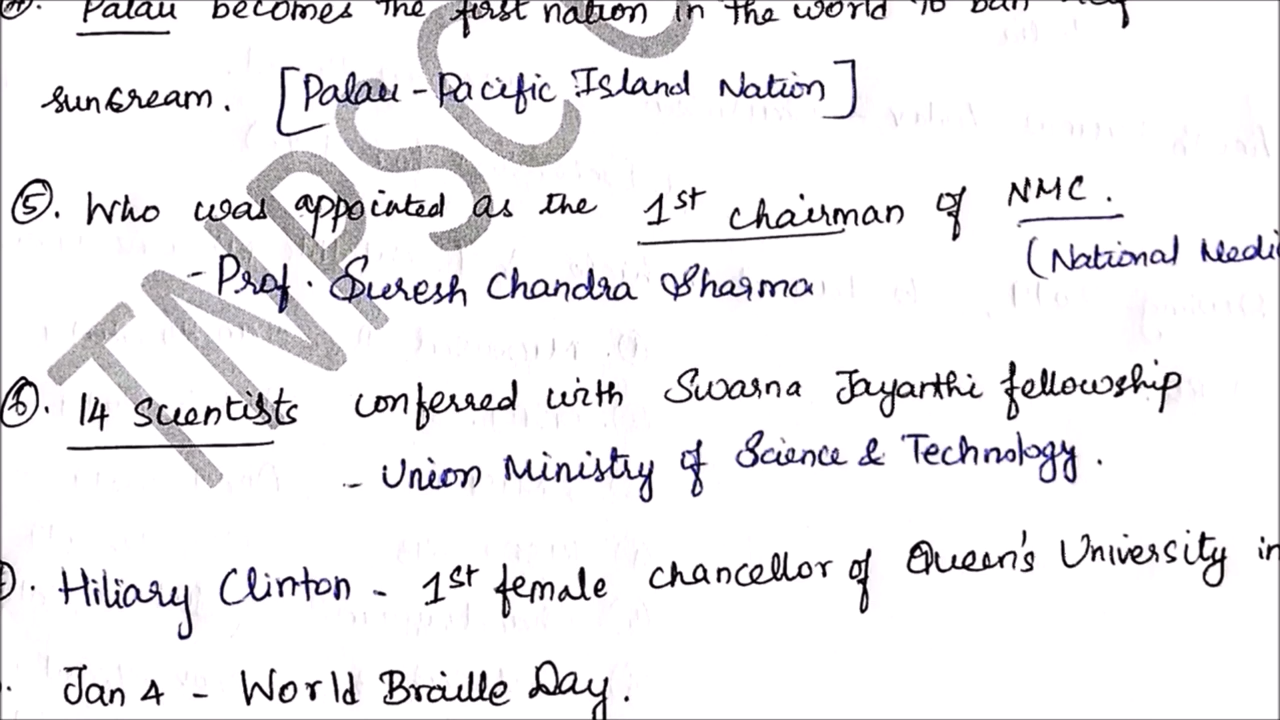 Palau becomes the first nation in the world to ban
suncream. [Palau - Pacific Island Nation]
5. Who was appointed as the 1st chairman of NMC.
(National Medi
- Prof. Suresh Chandra Sharma
6. 14 scientists conferred with Swarna Jayanthi fellowship
- Union Ministry of Science & Technology.
Hiliary Clinton - 1st female chancellor of Queen's University in
Jan 4 - World Braille Day.
TNPSC